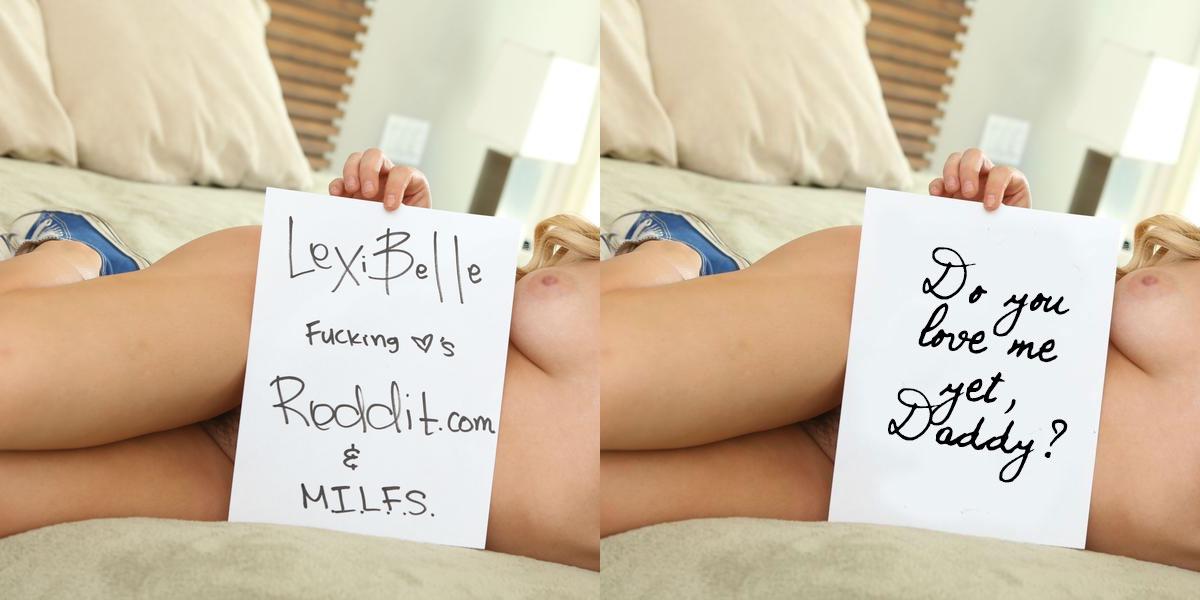 LexiBelle
Fucking ♡'s
Reddit.com
&
M.I.L.F.S.
Do you
love me
yet,
Daddy?